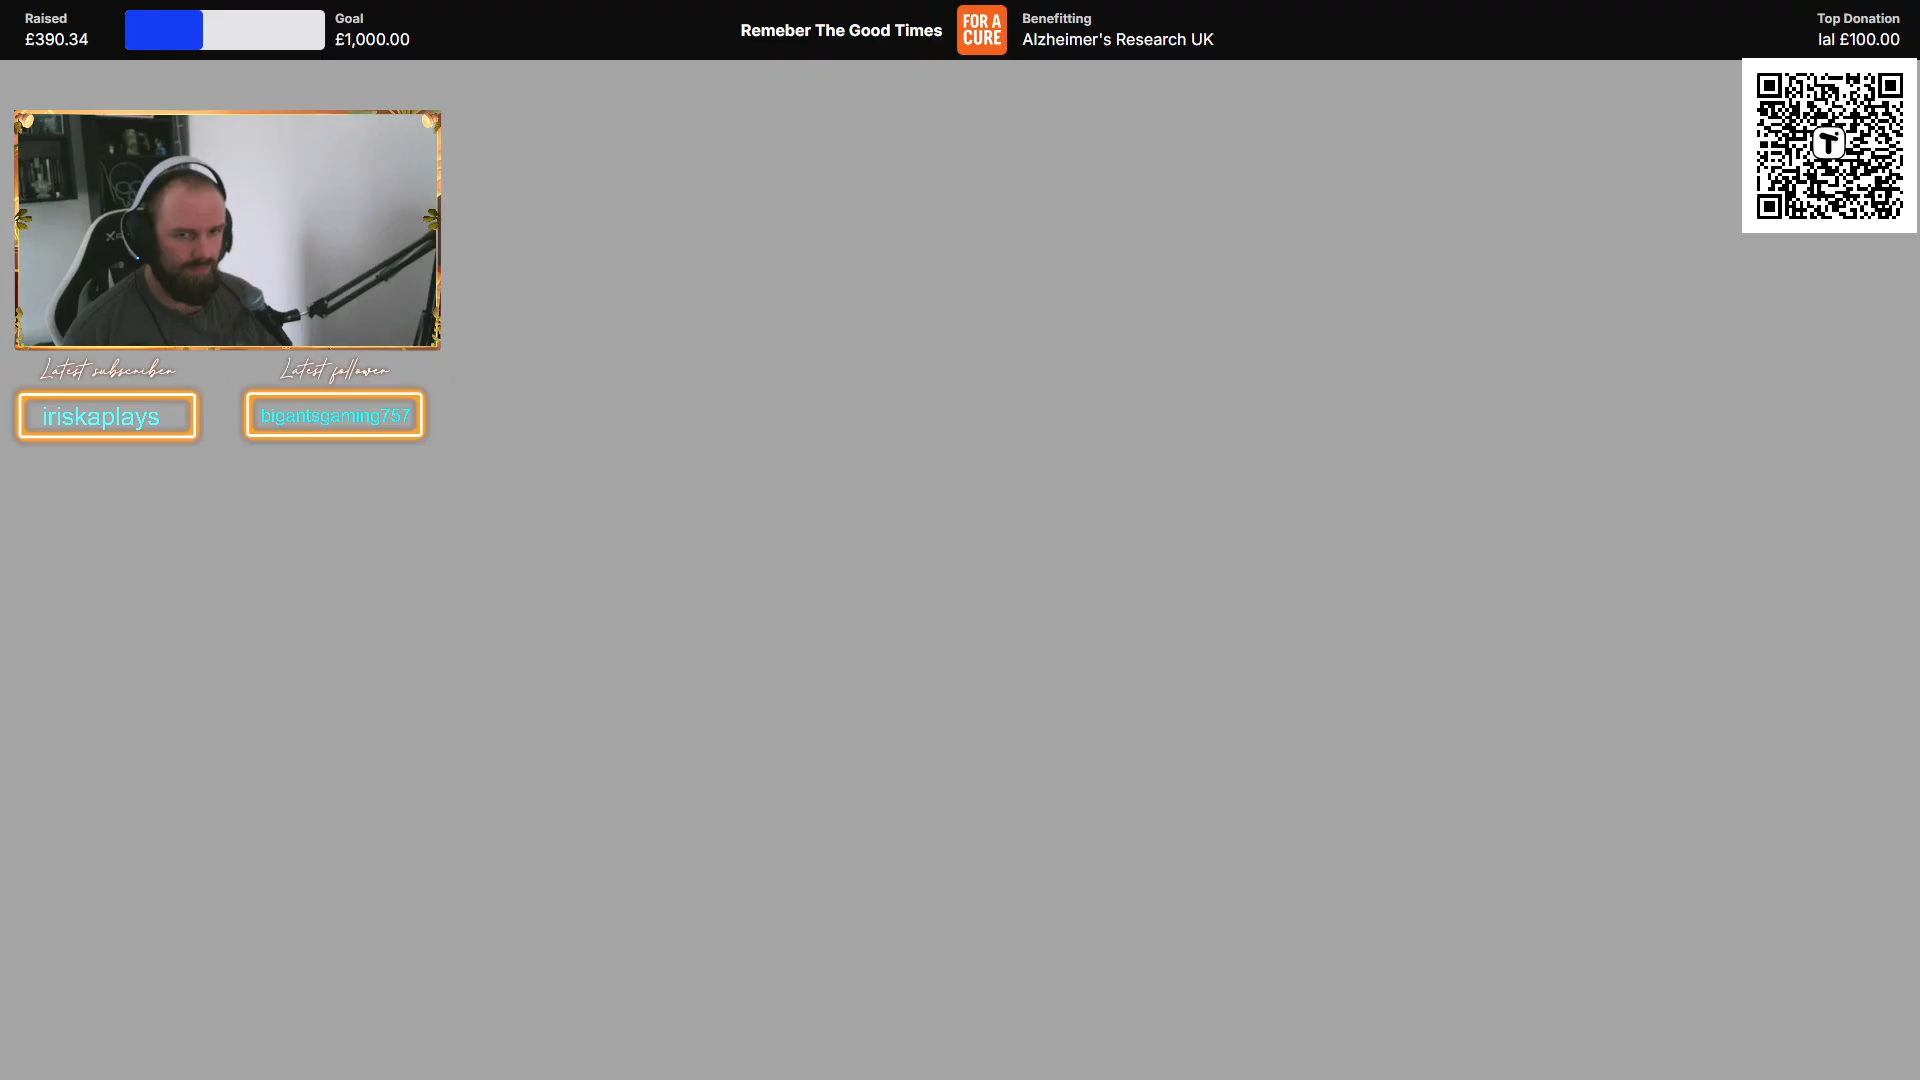 Raised
£390.34
Goal
£1,000.00
Remeber The Good Times
FOR A
CURE
Benefitting
Alzheimer's Research UK
Top Donation
lal £100.00
T
Latest subscriber
Latest follower
iriskaplays
bigantsgaming757